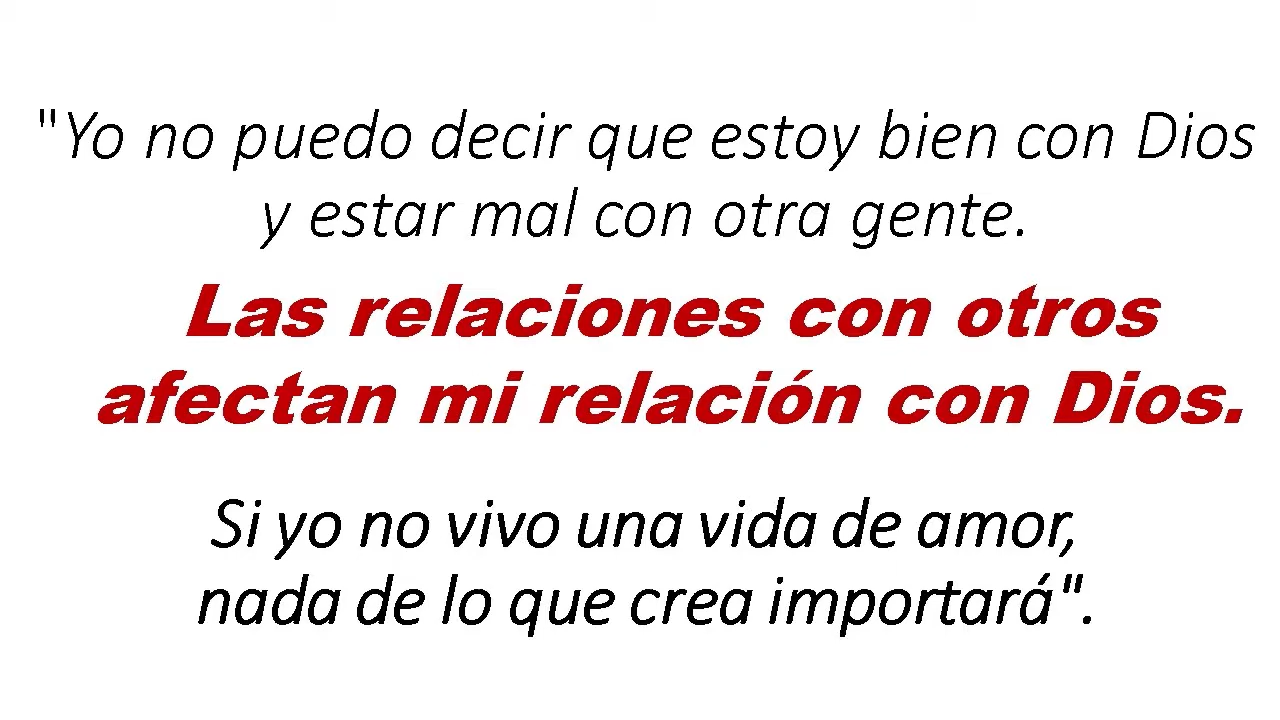 "Yo no puedo decir que estoy bien con Dios
y estar mal con otra gente.
Las relaciones con otros
afectan mi relación con Dios.
Si yo no vivo una vida de amor,
nada de lo que crea importará".